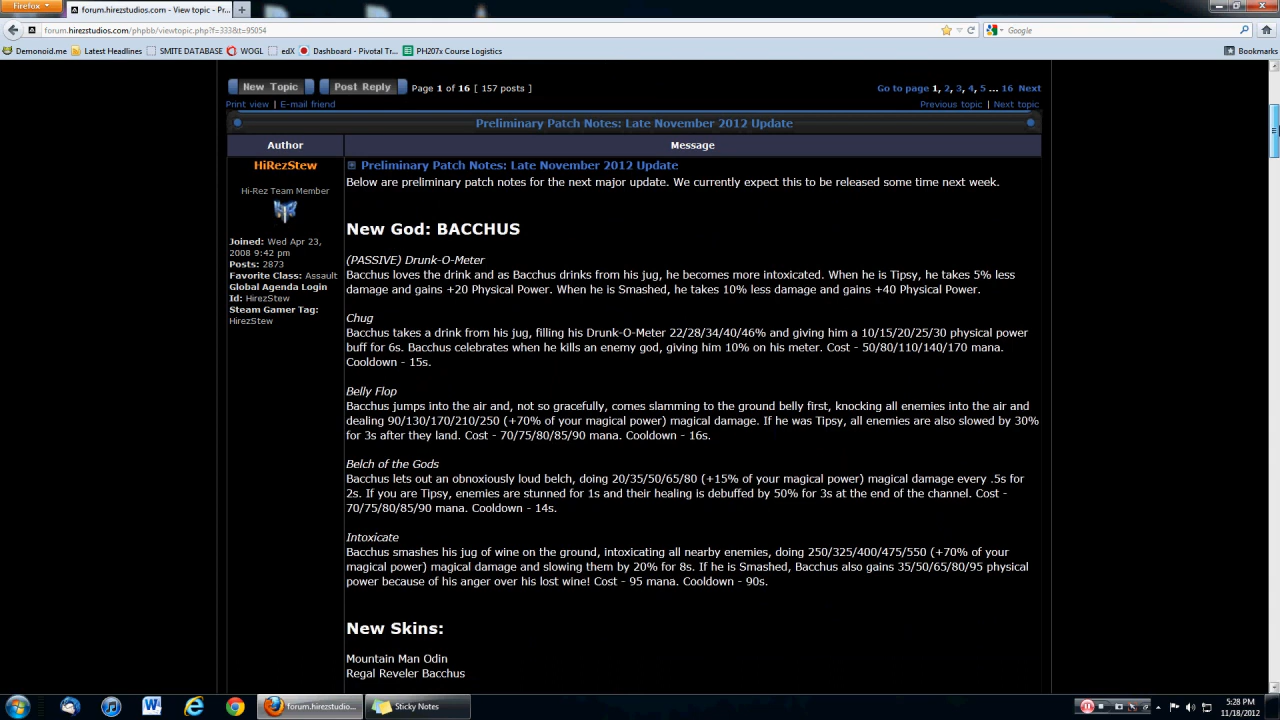 Firefox
forum.hirezstudios.com - View topic - Pr...
forum.hirezstudios.com/phpbb/viewtopic.php?f=333&t=95054
Google
Demonoid.me Latest Headlines SMITE DATABASE WOGL edX Dashboard - Pivotal Tr... PH207x Course Logistics Bookmarks
New Topic Post Reply Page 1 of 16 [ 157 posts ] Go to page 1, 2, 3, 4, 5 ... 16 Next
Print view | E-mail friend Previous topic | Next topic
Preliminary Patch Notes: Late November 2012 Update
Author Message
HiRezStew Preliminary Patch Notes: Late November 2012 Update
Hi-Rez Team Member
Joined: Wed Apr 23,
2008 9:42 pm
Posts: 2873
Favorite Class: Assault
Global Agenda Login
Id: HirezStew
Steam Gamer Tag:
HirezStew
Below are preliminary patch notes for the next major update. We currently expect this to be released some time next week.
New God: BACCHUS
(PASSIVE) Drunk-O-Meter
Bacchus loves the drink and as Bacchus drinks from his jug, he becomes more intoxicated. When he is Tipsy, he takes 5% less
damage and gains +20 Physical Power. When he is Smashed, he takes 10% less damage and gains +40 Physical Power.
Chug
Bacchus takes a drink from his jug, filling his Drunk-O-Meter 22/28/34/40/46% and giving him a 10/15/20/25/30 physical power
buff for 6s. Bacchus celebrates when he kills an enemy god, giving him 10% on his meter. Cost - 50/80/110/140/170 mana.
Cooldown - 15s.
Belly Flop
Bacchus jumps into the air and, not so gracefully, comes slamming to the ground belly first, knocking all enemies into the air and
dealing 90/130/170/210/250 (+70% of your magical power) magical damage. If he was Tipsy, all enemies are also slowed by 30%
for 3s after they land. Cost - 70/75/80/85/90 mana. Cooldown - 16s.
Belch of the Gods
Bacchus lets out an obnoxiously loud belch, doing 20/35/50/65/80 (+15% of your magical power) magical damage every .5s for
2s. If you are Tipsy, enemies are stunned for 1s and their healing is debuffed by 50% for 3s at the end of the channel. Cost -
70/75/80/85/90 mana. Cooldown - 14s.
Intoxicate
Bacchus smashes his jug of wine on the ground, intoxicating all nearby enemies, doing 250/325/400/475/550 (+70% of your
magical power) magical damage and slowing them by 20% for 8s. If he is Smashed, Bacchus also gains 35/50/65/80/95 physical
power because of his anger over his lost wine! Cost - 95 mana. Cooldown - 90s.
New Skins:
Mountain Man Odin
Regal Reveler Bacchus
forum.hirezstudio... Sticky Notes
5:28 PM
11/18/2012